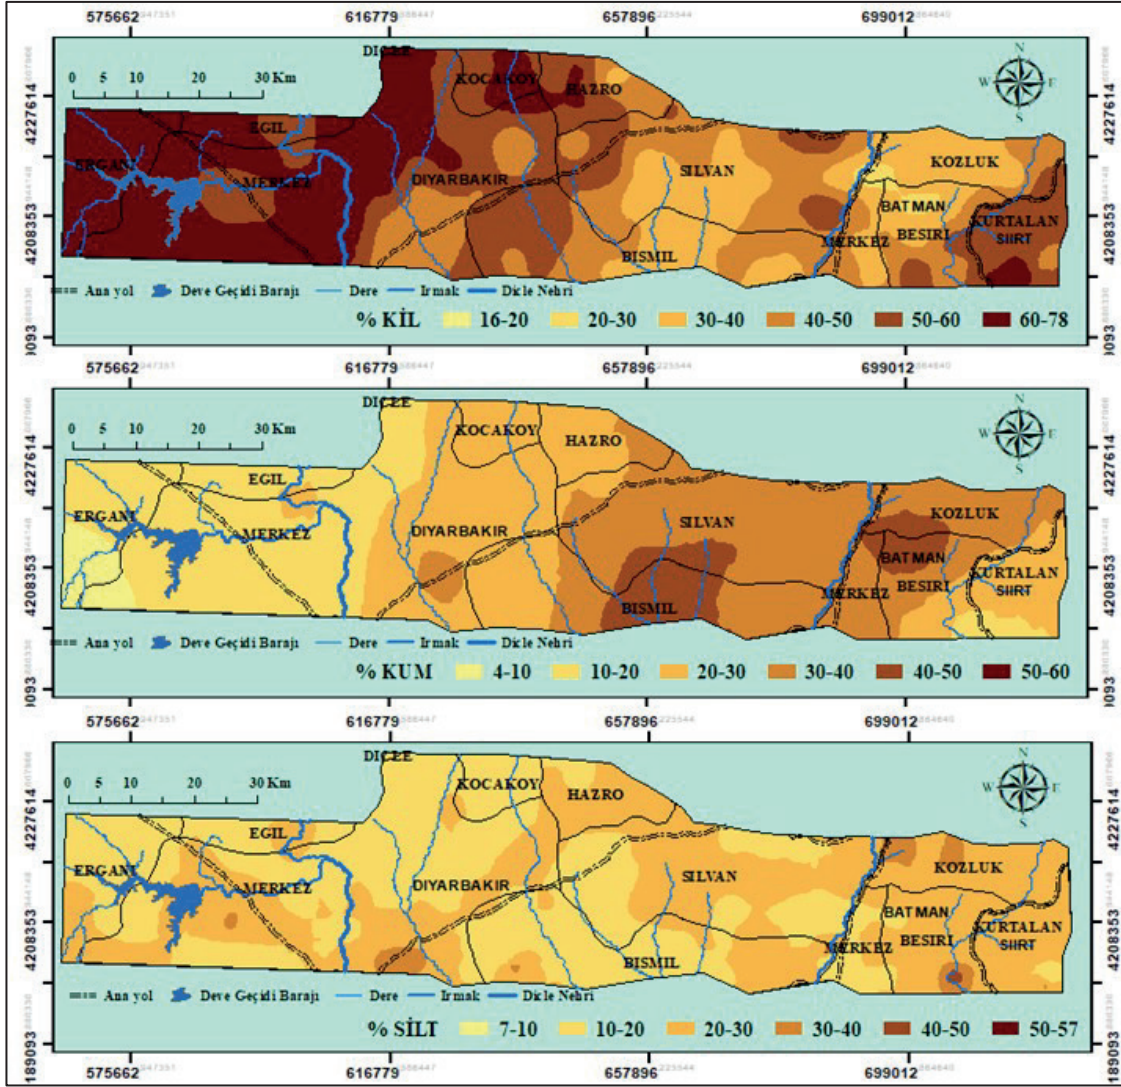 575662 616779 657896 699012
DICLE
0 10 20 30 Km
KOCAKOY
N
W E
S
HAZRO
4227614 4227614
EGIL
KOZLUK
ERGANI
MERKEZ
DIYARBAKIR
SILVAN
BATMAN
4208353 4208353
KURTALAN
BESIRI
SIIRT
MERKEZ
BISMIL
Ana yol Deve Geçidi Barajı Dere Irmak Dicle Nehri
% KİL 16-20 20-30 30-40 40-50 50-60 60-78
575662 616779 657896 699012
DICLE
0 10 20 30 Km
KOCAKOY
N
W E
S
HAZRO
4227614 4227614
EGIL
KOZLUK
ERGANI
SILVAN
MERKEZ
DIYARBAKIR
BATMAN
4208353 4208353
KURTALAN
BESIRI
SIIRT
MERKEZ
BISMIL
Ana yol Deve Geçidi Barajı Dere Irmak Dicle Nehri
% KUM 4-10 10-20 20-30 30-40 40-50 50-60
575662 616779 657896 699012
DICLE
0 10 20 30 Km
KOCAKOY
N
W E
S
HAZRO
4227614 4227614
EGIL
KOZLUK
ERGANI
SILVAN
MERKEZ
DIYARBAKIR
BATMAN
4208353 4208353
KURTALAN
BESIRI
SIIRT
MERKEZ
BISMIL
Ana yol Deve Geçidi Barajı Dere Irmak Dicle Nehri
% SİLT 7-10 10-20 20-30 30-40 40-50 50-57
189093 189093
575662 616779 657896 699012